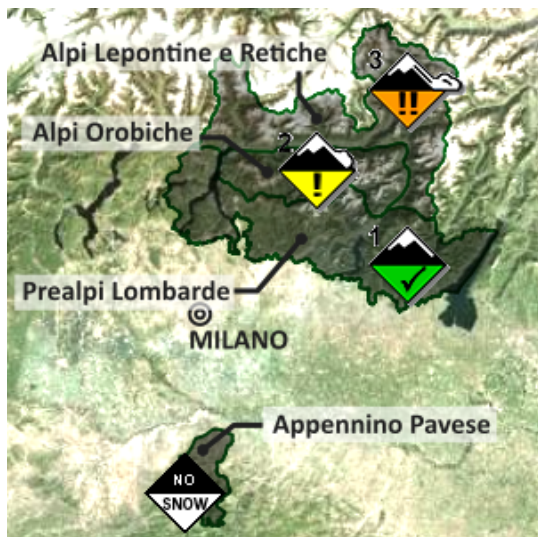 3
Alpi Lepontine e Retiche
!!
Alpi Orobiche
2
!
1
Prealpi Lombarde
MILANO
Appennino Pavese
NO
SNOW